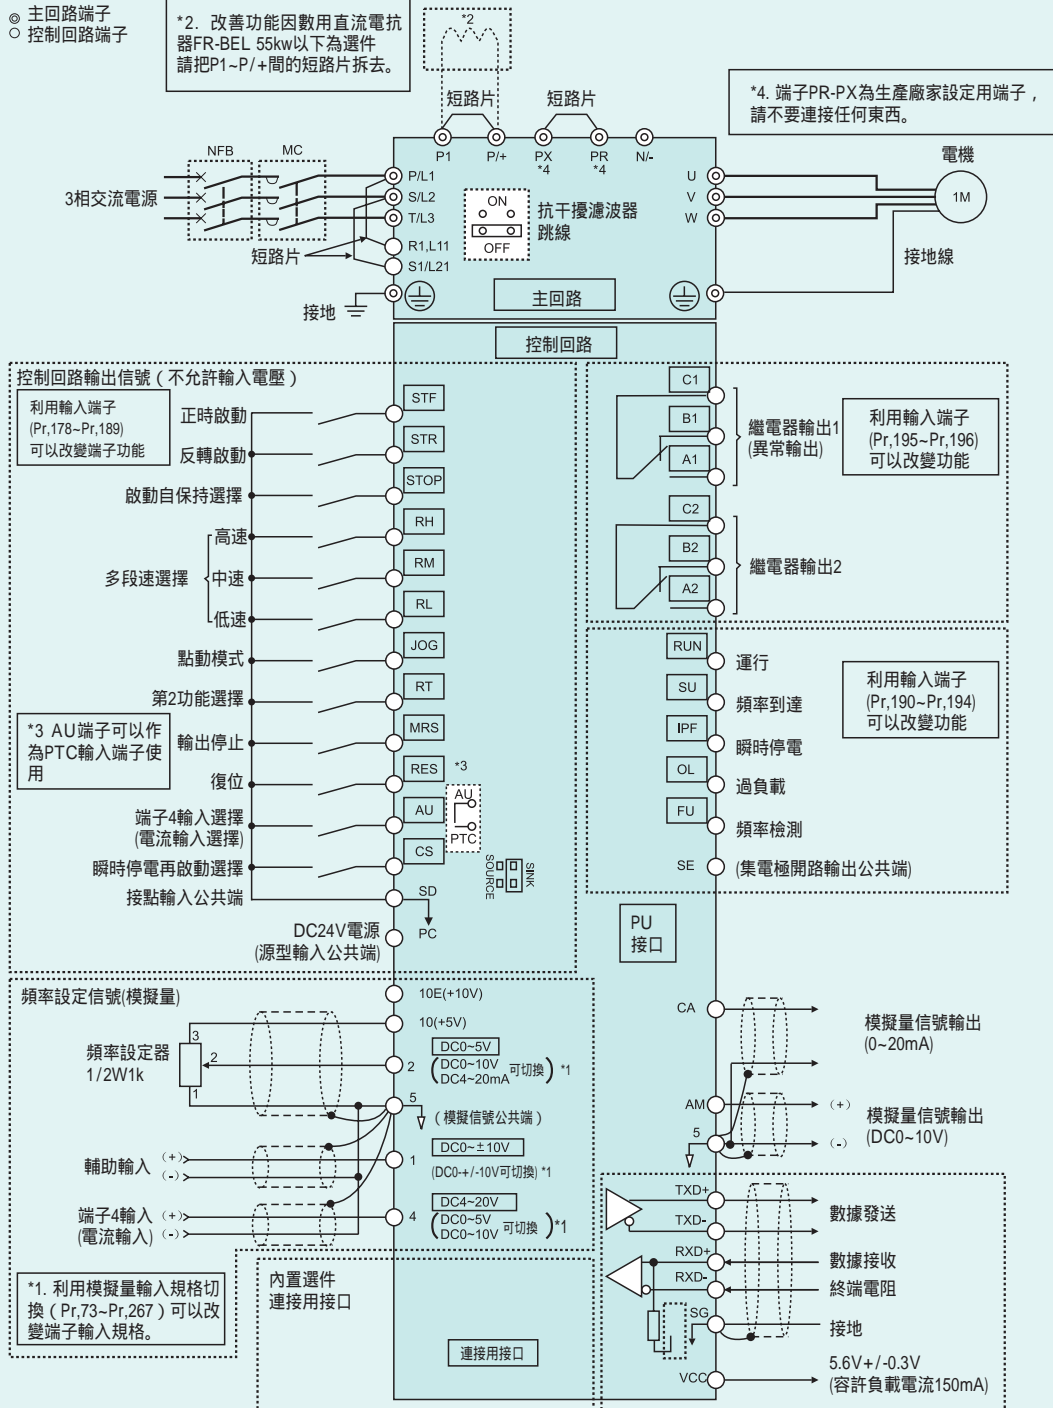 ◎ 主回路端子
○ 控制回路端子
*2. 改善功能因數用直流電抗
器FR-BEL 55kw以下為選件
請把P1~P/+間的短路片拆去。
*2
*4. 端子PR-PX為生產廠家設定用端子，
請不要連接任何東西。
短路片
短路片
P1
P/+
PX
*4
PR
*4
N/-
NFB
MC
3相交流電源
P/L1
S/L2
T/L3
R1,L11
S1/L21
短路片
接地
ON
OFF
抗干擾濾波器
跳線
U
V
W
電機
1M
接地線
主回路
控制回路
控制回路輸出信號（不允許輸入電壓）
利用輸入端子
(Pr,178~Pr,189)
可以改變端子功能
正時啟動
STF
反轉啟動
STR
啟動自保持選擇
STOP
多段速選擇
高速
RH
中速
RM
低速
RL
點動模式
JOG
第2功能選擇
RT
*3 AU端子可以作
為PTC輸入端子使
用
輸出停止
MRS
復位
RES
*3
端子4輸入選擇
(電流輸入選擇)
AU
AU
PTC
瞬時停電再啟動選擇
CS
SOURCE
SINK
接點輸入公共端
SD
PC
DC24V電源
(源型輸入公共端)
C1
B1
A1
繼電器輸出1
(異常輸出)
利用輸入端子
(Pr,195~Pr,196)
可以改變功能
C2
B2
A2
繼電器輸出2
RUN
運行
SU
頻率到達
IPF
瞬時停電
OL
過負載
FU
頻率檢測
SE
(集電極開路輸出公共端)
利用輸入端子
(Pr,190~Pr,194)
可以改變功能
PU
接口
頻率設定信號(模擬量)
10E(+10V)
10(+5V)
頻率設定器
1/2W1k
3
2
1
2
DC0~5V
DC0~10V
DC4~20mA
可切換
*1
5
（模擬信號公共端）
輔助輸入
(+)
(-)
1
DC0~±10V
(DC0-+/-10V可切換) *1
端子4輸入
(電流輸入)
(+)
(-)
4
DC4~20V
DC0~5V
DC0~10V
可切換
*1
*1. 利用模擬量輸入規格切
換（Pr,73~Pr,267）可以改
變端子輸入規格。
內置選件
連接用接口
連接用接口
CA
模擬量信號輸出
(0~20mA)
AM
(+)
5
(-)
模擬量信號輸出
(DC0~10V)
TXD+
TXD-
數據發送
RXD+
數據接收
RXD-
終端電阻
SG
接地
VCC
5.6V+/-0.3V
(容許負載電流150mA)